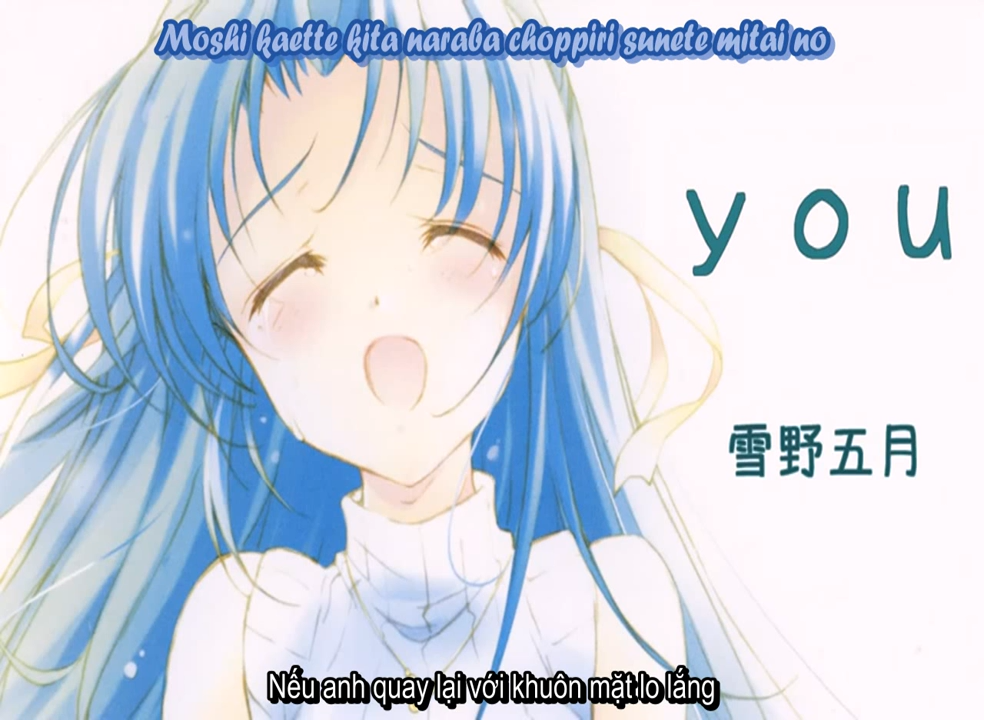 Moshi kaette kita naraba choppiri sunete mitai no
you
雪野五月
Nếu anh quay lại với khuôn mặt lo lắng